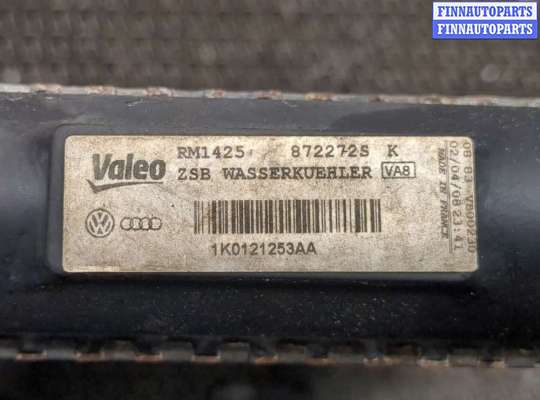 FINNAUTOPARTS
FINNAUTOPARTS
Valeo
RM1425 872272S K
ZSB WASSERKUEHLER VA8
1K0121253AA
02/04/08 23:41
MADE IN FRANCE